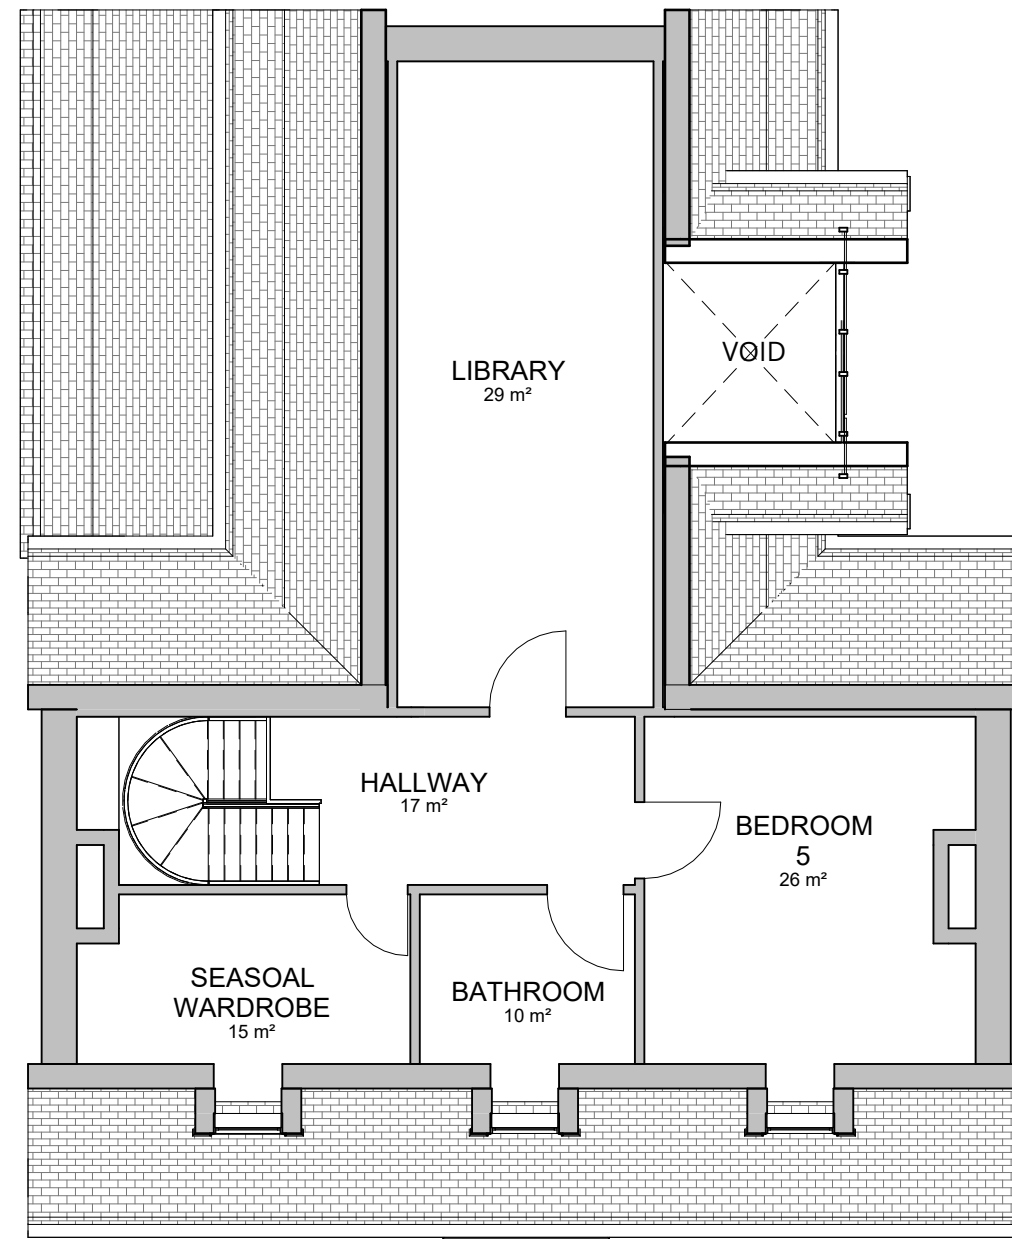 LIBRARY
29 m²
VOID
HALLWAY
17 m²
BEDROOM
5
26 m²
SEASOAL
WARDROBE
15 m²
BATHROOM
10 m²